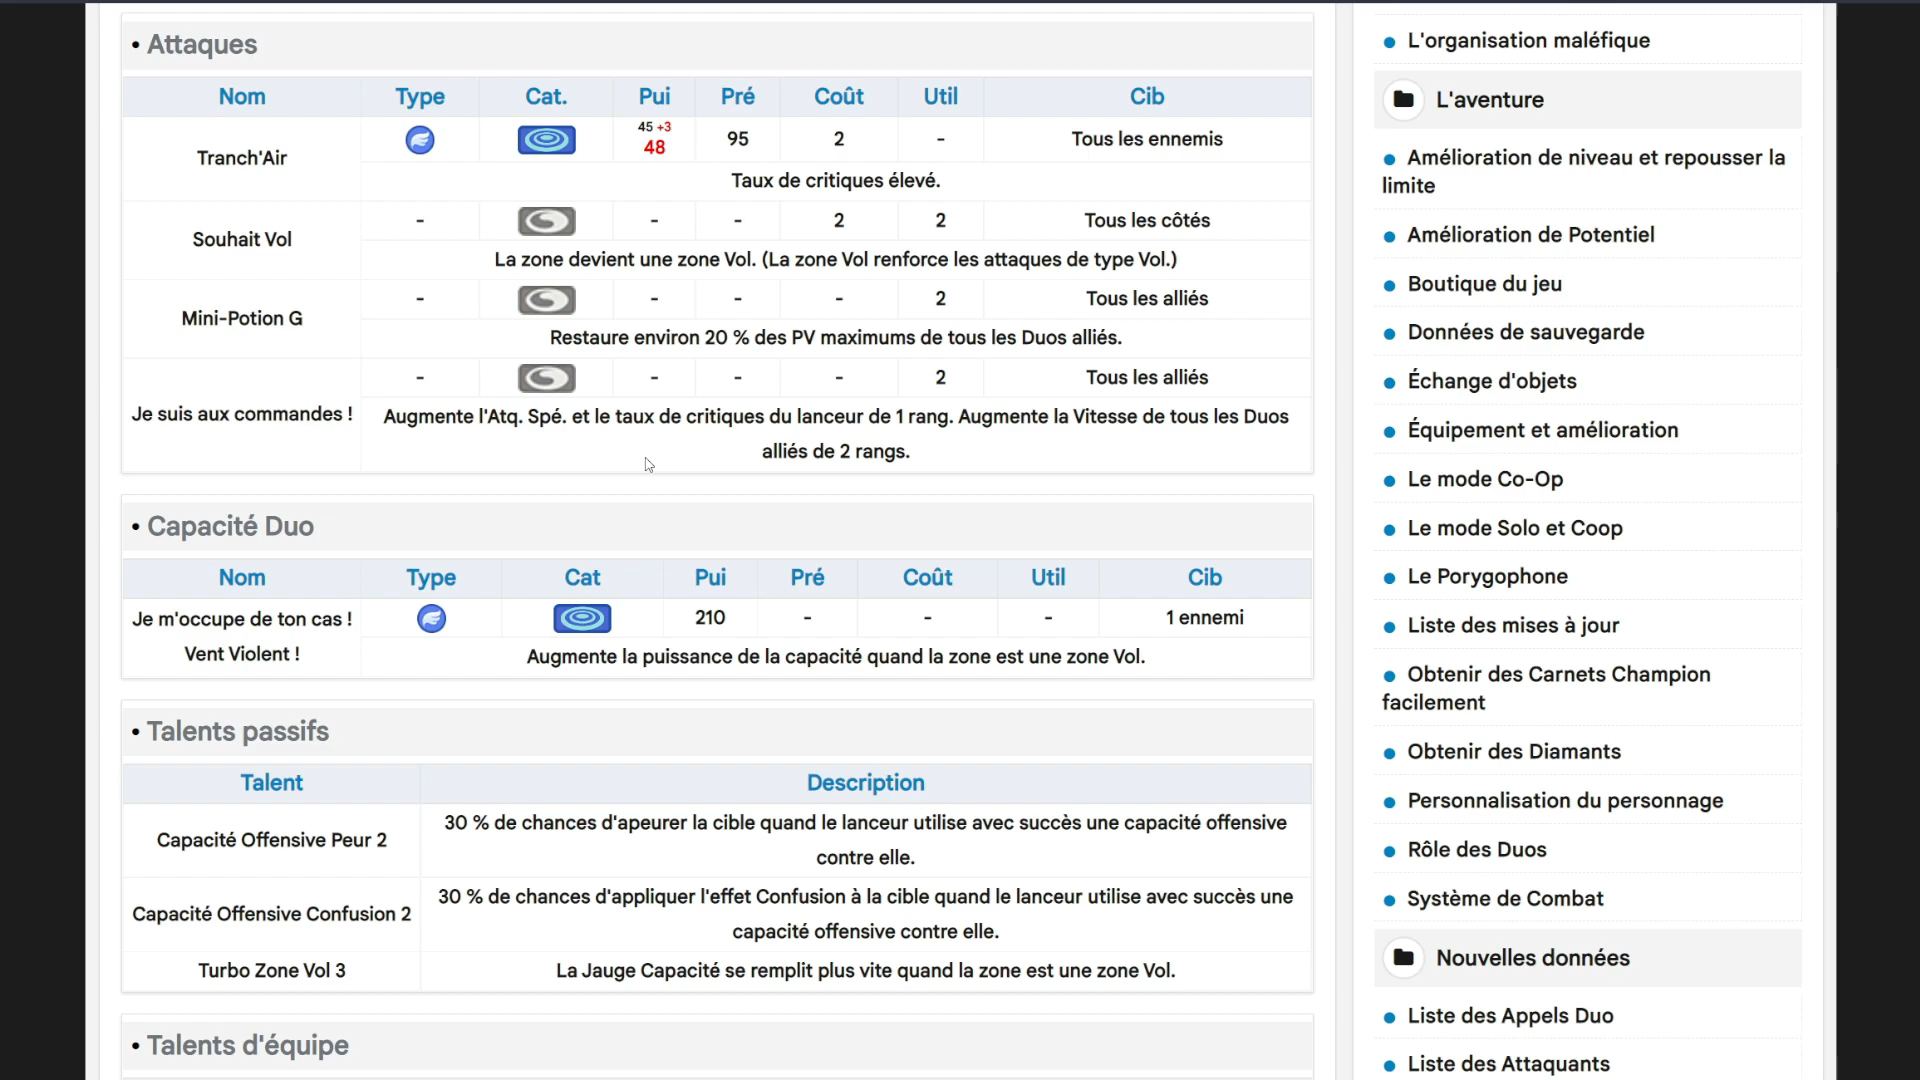 • Attaques
Nom Type Cat. Pui Pré Coût Util Cib
Tranch'Air 45 +3 48 95 2 - Tous les ennemis
Taux de critiques élevé.
Souhait Vol - - - 2 2 Tous les côtés
La zone devient une zone Vol. (La zone Vol renforce les attaques de type Vol.)
Mini-Potion G - - - - 2 Tous les alliés
Restaure environ 20 % des PV maximums de tous les Duos alliés.
Je suis aux commandes ! - - - - 2 Tous les alliés
Augmente l'Atq. Spé. et le taux de critiques du lanceur de 1 rang. Augmente la Vitesse de tous les Duos
alliés de 2 rangs.
• Capacité Duo
Nom Type Cat Pui Pré Coût Util Cib
Je m'occupe de ton cas !
Vent Violent !
210 - - - 1 ennemi
Augmente la puissance de la capacité quand la zone est une zone Vol.
• Talents passifs
Talent Description
Capacité Offensive Peur 2
30 % de chances d'apeurer la cible quand le lanceur utilise avec succès une capacité offensive
contre elle.
Capacité Offensive Confusion 2
30 % de chances d'appliquer l'effet Confusion à la cible quand le lanceur utilise avec succès une
capacité offensive contre elle.
Turbo Zone Vol 3 La Jauge Capacité se remplit plus vite quand la zone est une zone Vol.
• Talents d'équipe
L'organisation maléfique
L'aventure
Amélioration de niveau et repousser la
limite
Amélioration de Potentiel
Boutique du jeu
Données de sauvegarde
Échange d'objets
Équipement et amélioration
Le mode Co-Op
Le mode Solo et Coop
Le Porygophone
Liste des mises à jour
Obtenir des Carnets Champion
facilement
Obtenir des Diamants
Personnalisation du personnage
Rôle des Duos
Système de Combat
Nouvelles données
Liste des Appels Duo
Liste des Attaquants